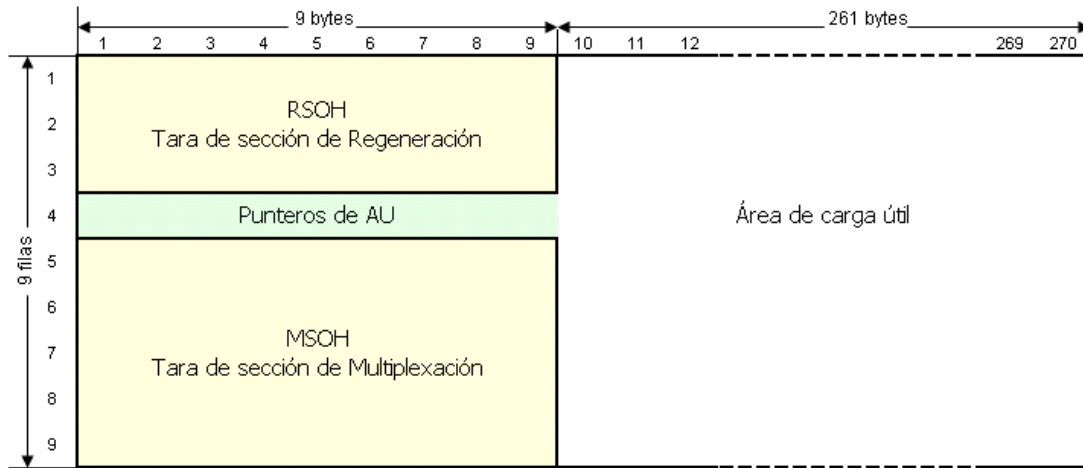 9 bytes 261 bytes
1 2 3 4 5 6 7 8 9 10 11 12 269 270
9 filas
1
2
3
4
5
6
7
8
9
RSOH
Tara de sección de Regeneración
Punteros de AU
Área de carga útil
MSOH
Tara de sección de Multiplexación